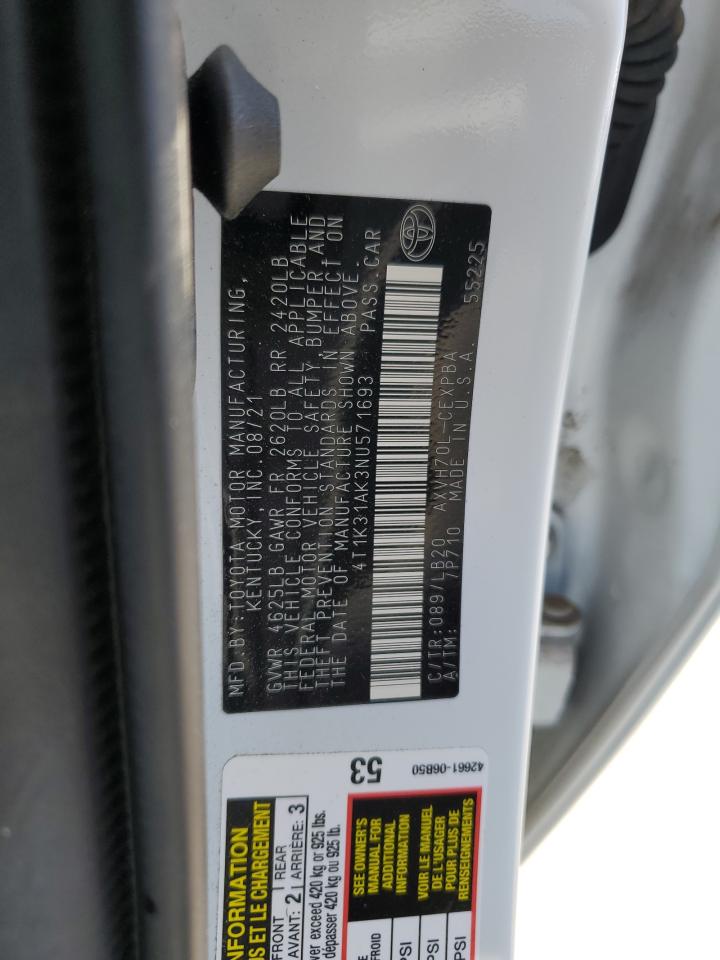 MFD.BY:TOYOTA MOTOR MANUFACTURING,
KENTUCKY, INC. 08/21
GVWR 4625LB GAWR FR 2620LB RR 2420LB
THIS VEHICLE CONFORMS TO ALL APPLICABLE
FEDERAL MOTOR VEHICLE SAFETY, BUMPER AND
THEFT PREVENTION STANDARDS IN EFFECT ON
THE DATE OF MANUFACTURE SHOWN ABOVE.
4T1K31AK3NU571693 PASS. CAR
C/TR:089/LB20 AXVH70L-CEXPBA 55225
A/TM: 7P710 MADE IN U.S.A.
NFORMATION
S ET LE CHARGEMENT
FRONT REAR
AVANT: 2 ARRIÈRE: 3
ver exceed 420 kg or 925 lbs.
dépasser 420 kg ou 925 lb.
53
42661-06B50
SEE OWNER'S
MANUAL FOR
ADDITIONAL
INFORMATION
VOIR LE MANUEL
DE L'USAGER
POUR PLUS DE
RENSEIGNEMENTS
FROID
PSI
PSI
PSI